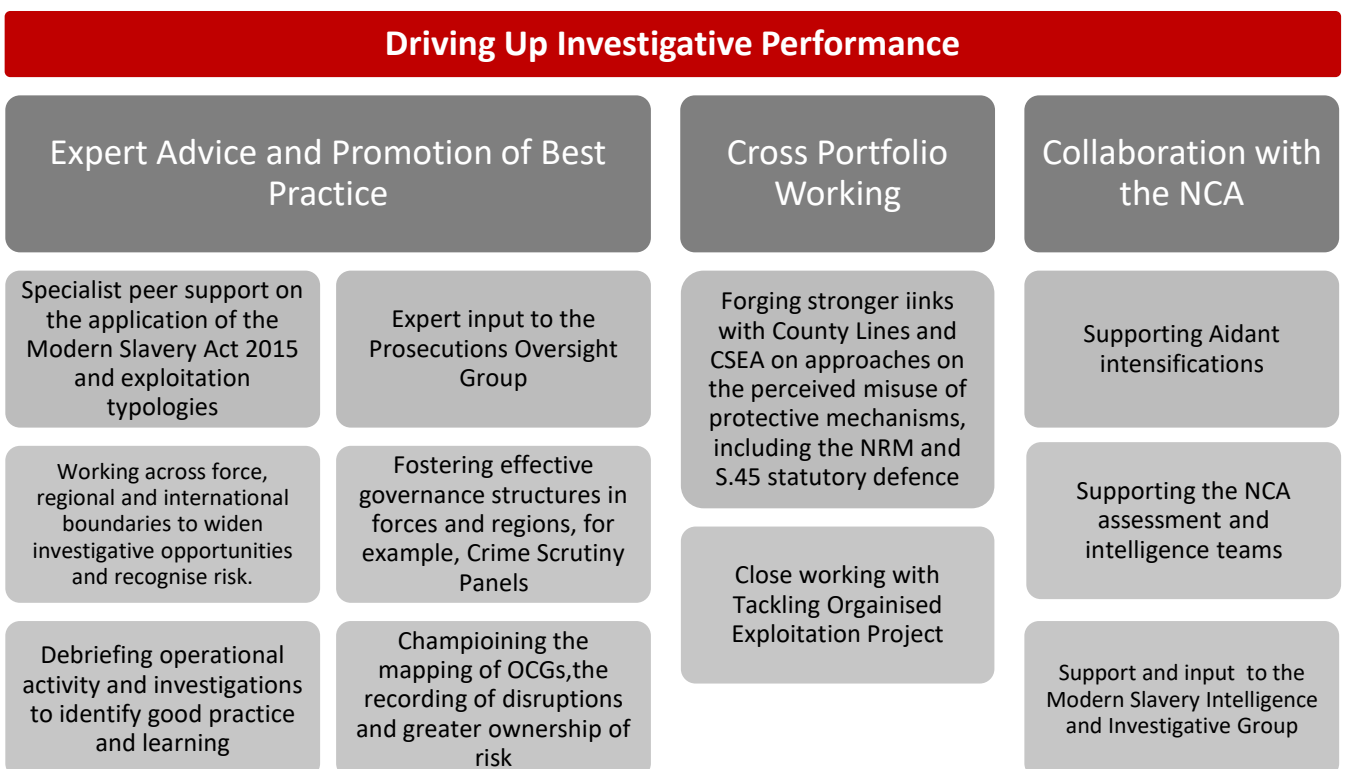 Driving Up Investigative Performance
Expert Advice and Promotion of Best
Practice
Specialist peer support on
the application of the
Modern Slavery Act 2015
and exploitation
typologies
Working across force,
regional and international
boundaries to widen
investigative opportunities
and recognise risk.
Debriefing operational
activity and investigations
to identify good practice
and learning
Expert input to the
Prosecutions Oversight
Group
Fostering effective
governance structures in
forces and regions, for
example, Crime Scrutiny
Panels
Champioining the
mapping of OCGs,the
recording of disruptions
and greater ownership of
risk
Cross Portfolio
Working
Forging stronger iinks
with County Lines and
CSEA on approaches on
the perceived misuse of
protective mechanisms,
including the NRM and
S.45 statutory defence
Close working with
Tackling Orgainised
Exploitation Project
Collaboration with
the NCA
Supporting Aidant
intensifications
Supporting the NCA
assessment and
intelligence teams
Support and input  to the
Modern Slavery Intelligence
and Investigative Group